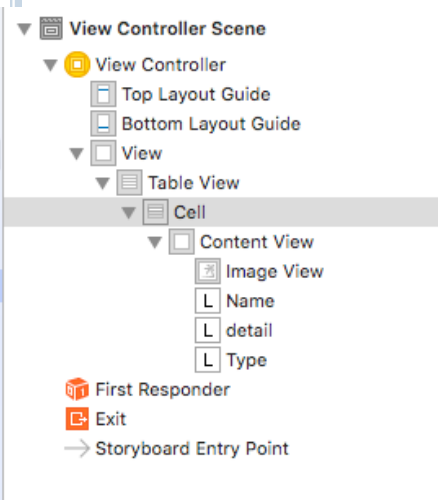 View Controller Scene
View Controller
Top Layout Guide
Bottom Layout Guide
View
Table View
Cell
Content View
Image View
L Name
L detail
L Type
First Responder
Exit
Storyboard Entry Point